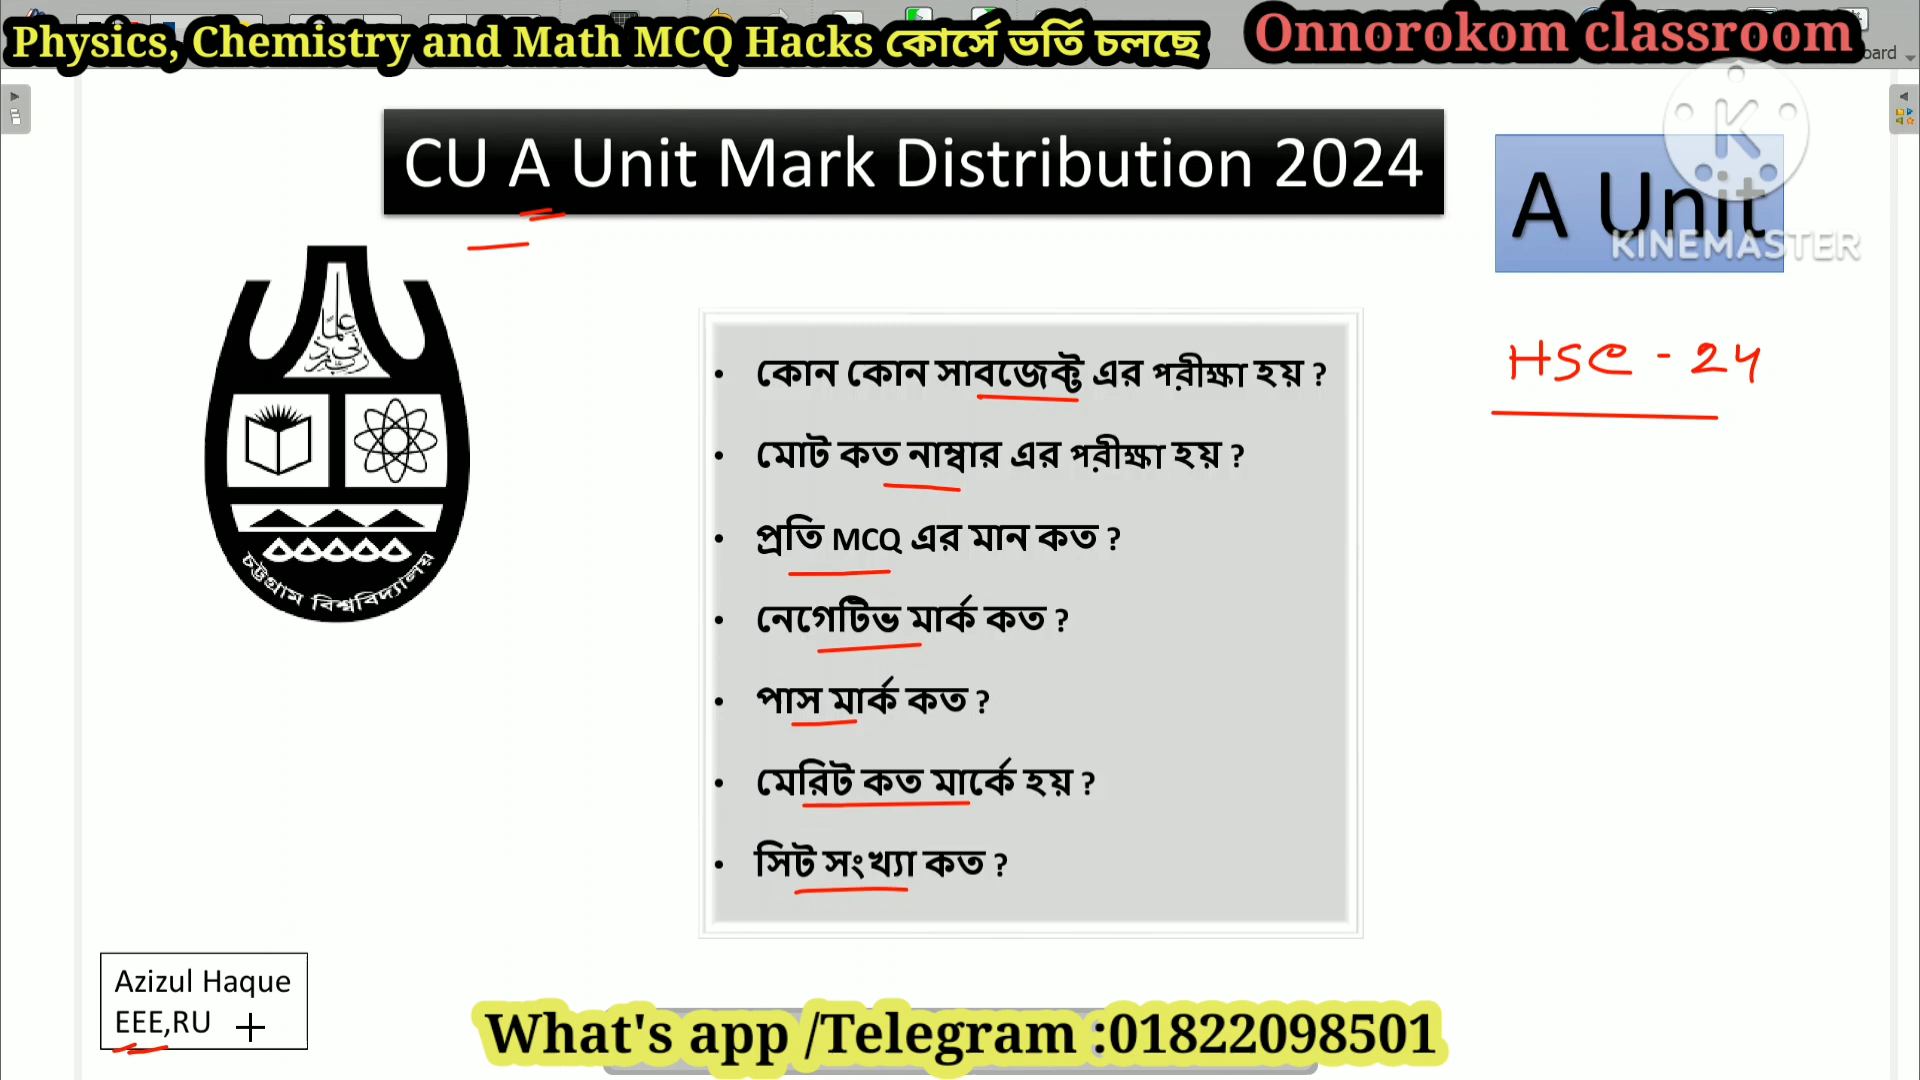 Physics, Chemistry and Math MCQ Hacks কোর্সে ভর্তি চলছে
Onnorokom classroom
oard
CU A Unit Mark Distribution 2024
A Unit
KINEMASTER
HSC - 24
চট্টগ্রাম বিশ্ববিদ্যালয়
• কোন কোন সাবজেক্ট এর পরীক্ষা হয় ?
• মোট কত নাম্বার এর পরীক্ষা হয় ?
• প্রতি MCQ এর মান কত ?
• নেগেটিভ মার্ক কত ?
• পাস মার্ক কত ?
• মেরিট কত মার্কে হয় ?
• সিট সংখ্যা কত ?
Azizul Haque
EEE,RU
What's app /Telegram :01822098501